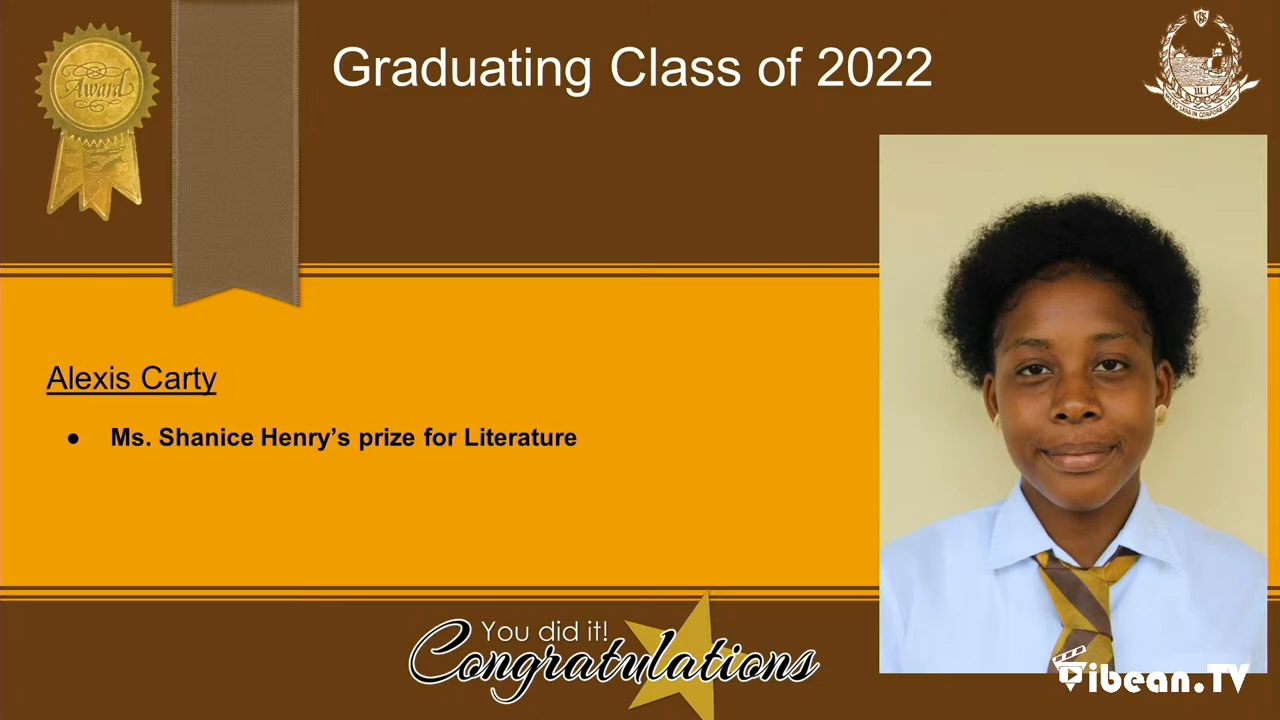 Graduating Class of 2022
Award
Alexis Carty
● Ms. Shanice Henry’s prize for Literature
You did it!
Congratulations
Vibean.TV